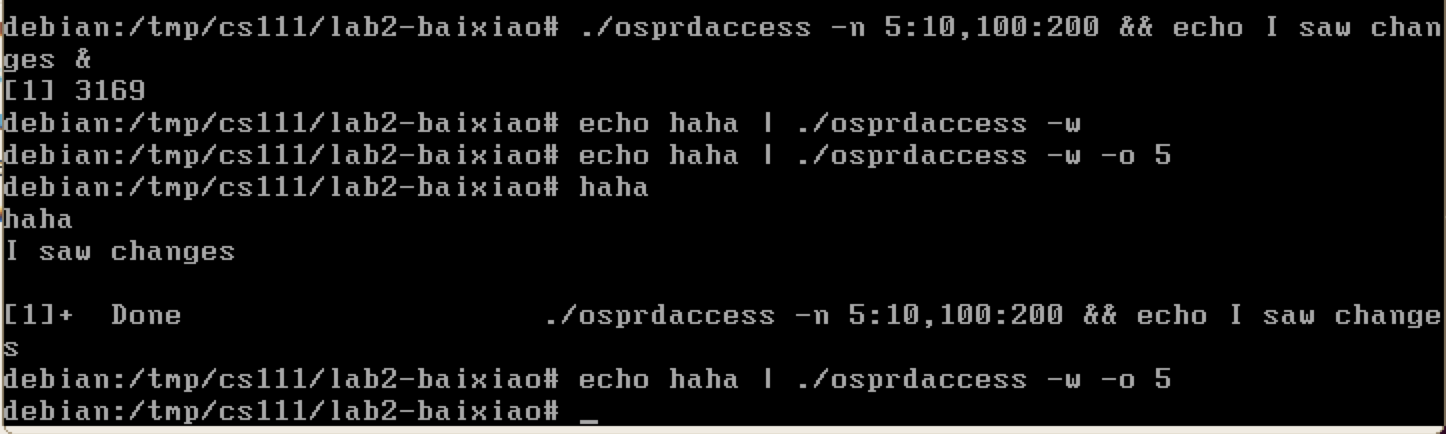 debian:/tmp/cs111/lab2-baixiao# ./osprdaccess -n 5:10,100:200 && echo I saw chan
ges &
[1] 3169
debian:/tmp/cs111/lab2-baixiao# echo haha | ./osprdaccess -w
debian:/tmp/cs111/lab2-baixiao# echo haha | ./osprdaccess -w -o 5
debian:/tmp/cs111/lab2-baixiao# haha
haha
I saw changes
[1]+  Done                    ./osprdaccess -n 5:10,100:200 && echo I saw change
s
debian:/tmp/cs111/lab2-baixiao# echo haha | ./osprdaccess -w -o 5
debian:/tmp/cs111/lab2-baixiao# _